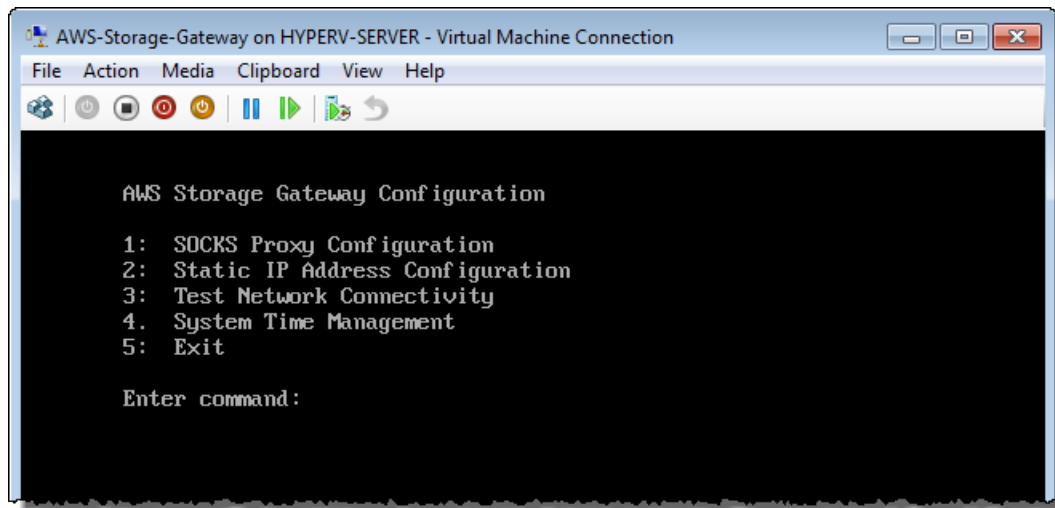 AWS-Storage-Gateway on HYPERV-SERVER - Virtual Machine Connection
File Action Media Clipboard View Help
AWS Storage Gateway Configuration
1: SOCKS Proxy Configuration
2: Static IP Address Configuration
3: Test Network Connectivity
4. System Time Management
5: Exit
Enter command: